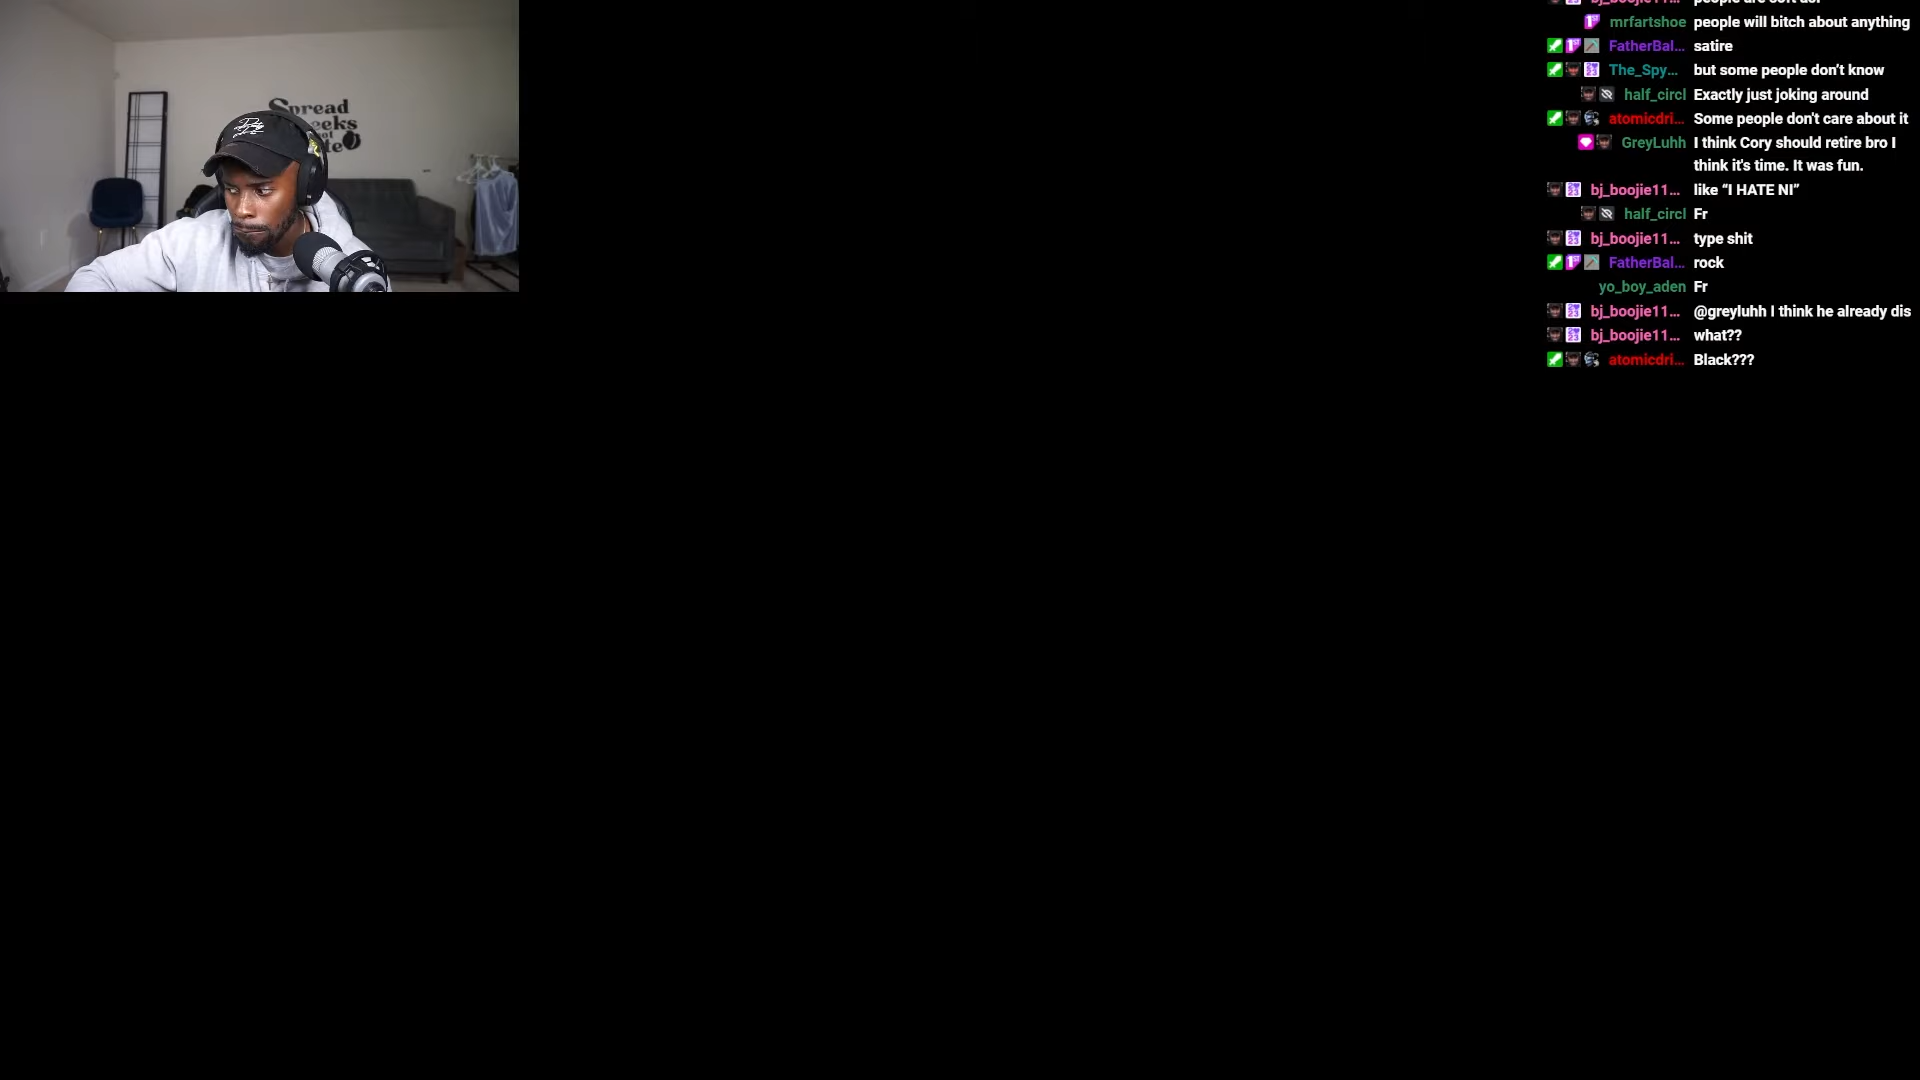 Spread
mrfartshoe people will bitch about anything
FatherBal... satire
The_Spy... but some people don't know
half_circl Exactly just joking around
atomicdri... Some people don't care about it
GreyLuhh I think Cory should retire bro I
think it's time. It was fun.
bj_boojie11... like “I HATE NI”
half_circl Fr
bj_boojie11... type shit
FatherBal... rock
yo_boy_aden Fr
bj_boojie11... @greyluhh I think he already dis
bj_boojie11... what??
atomicdri... Black???